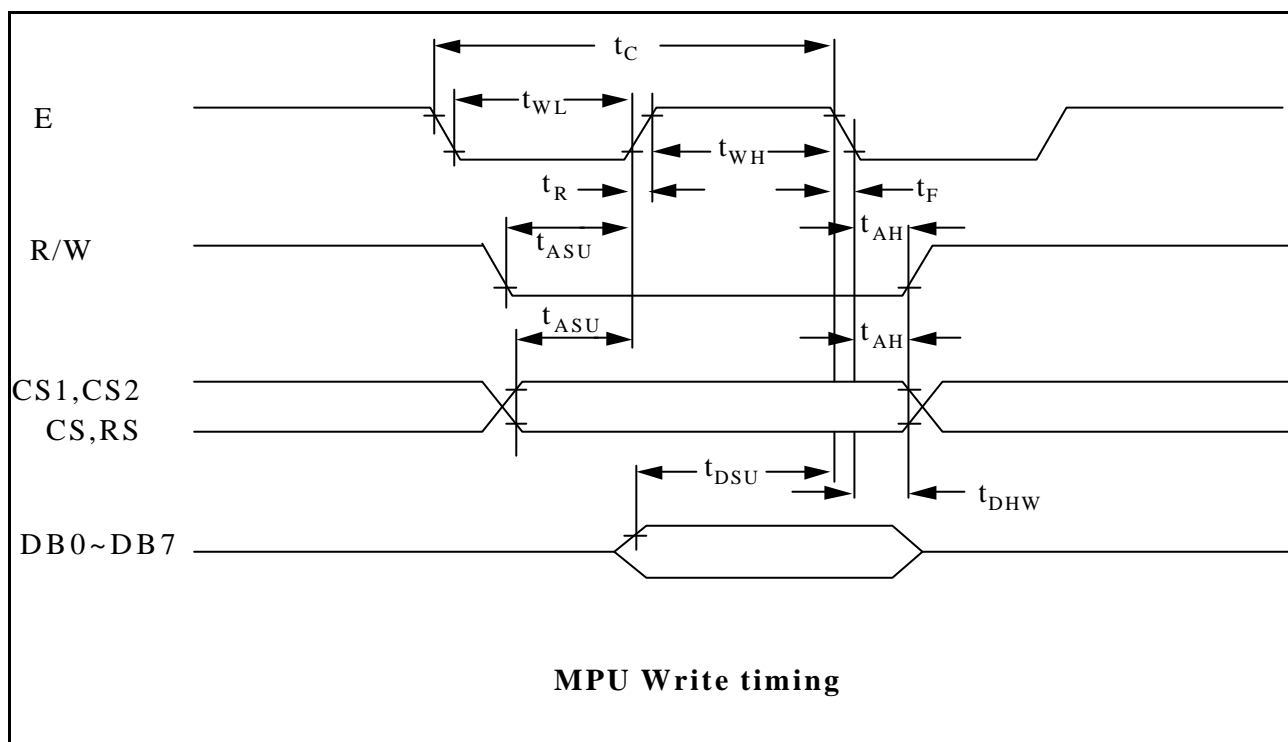 tC
E
tWL
tWH
tR
tF
R/W
tASU
tAH
tASU
tAH
CS1,CS2
CS,RS
tDSU
tDHW
DB0~DB7
MPU Write timing